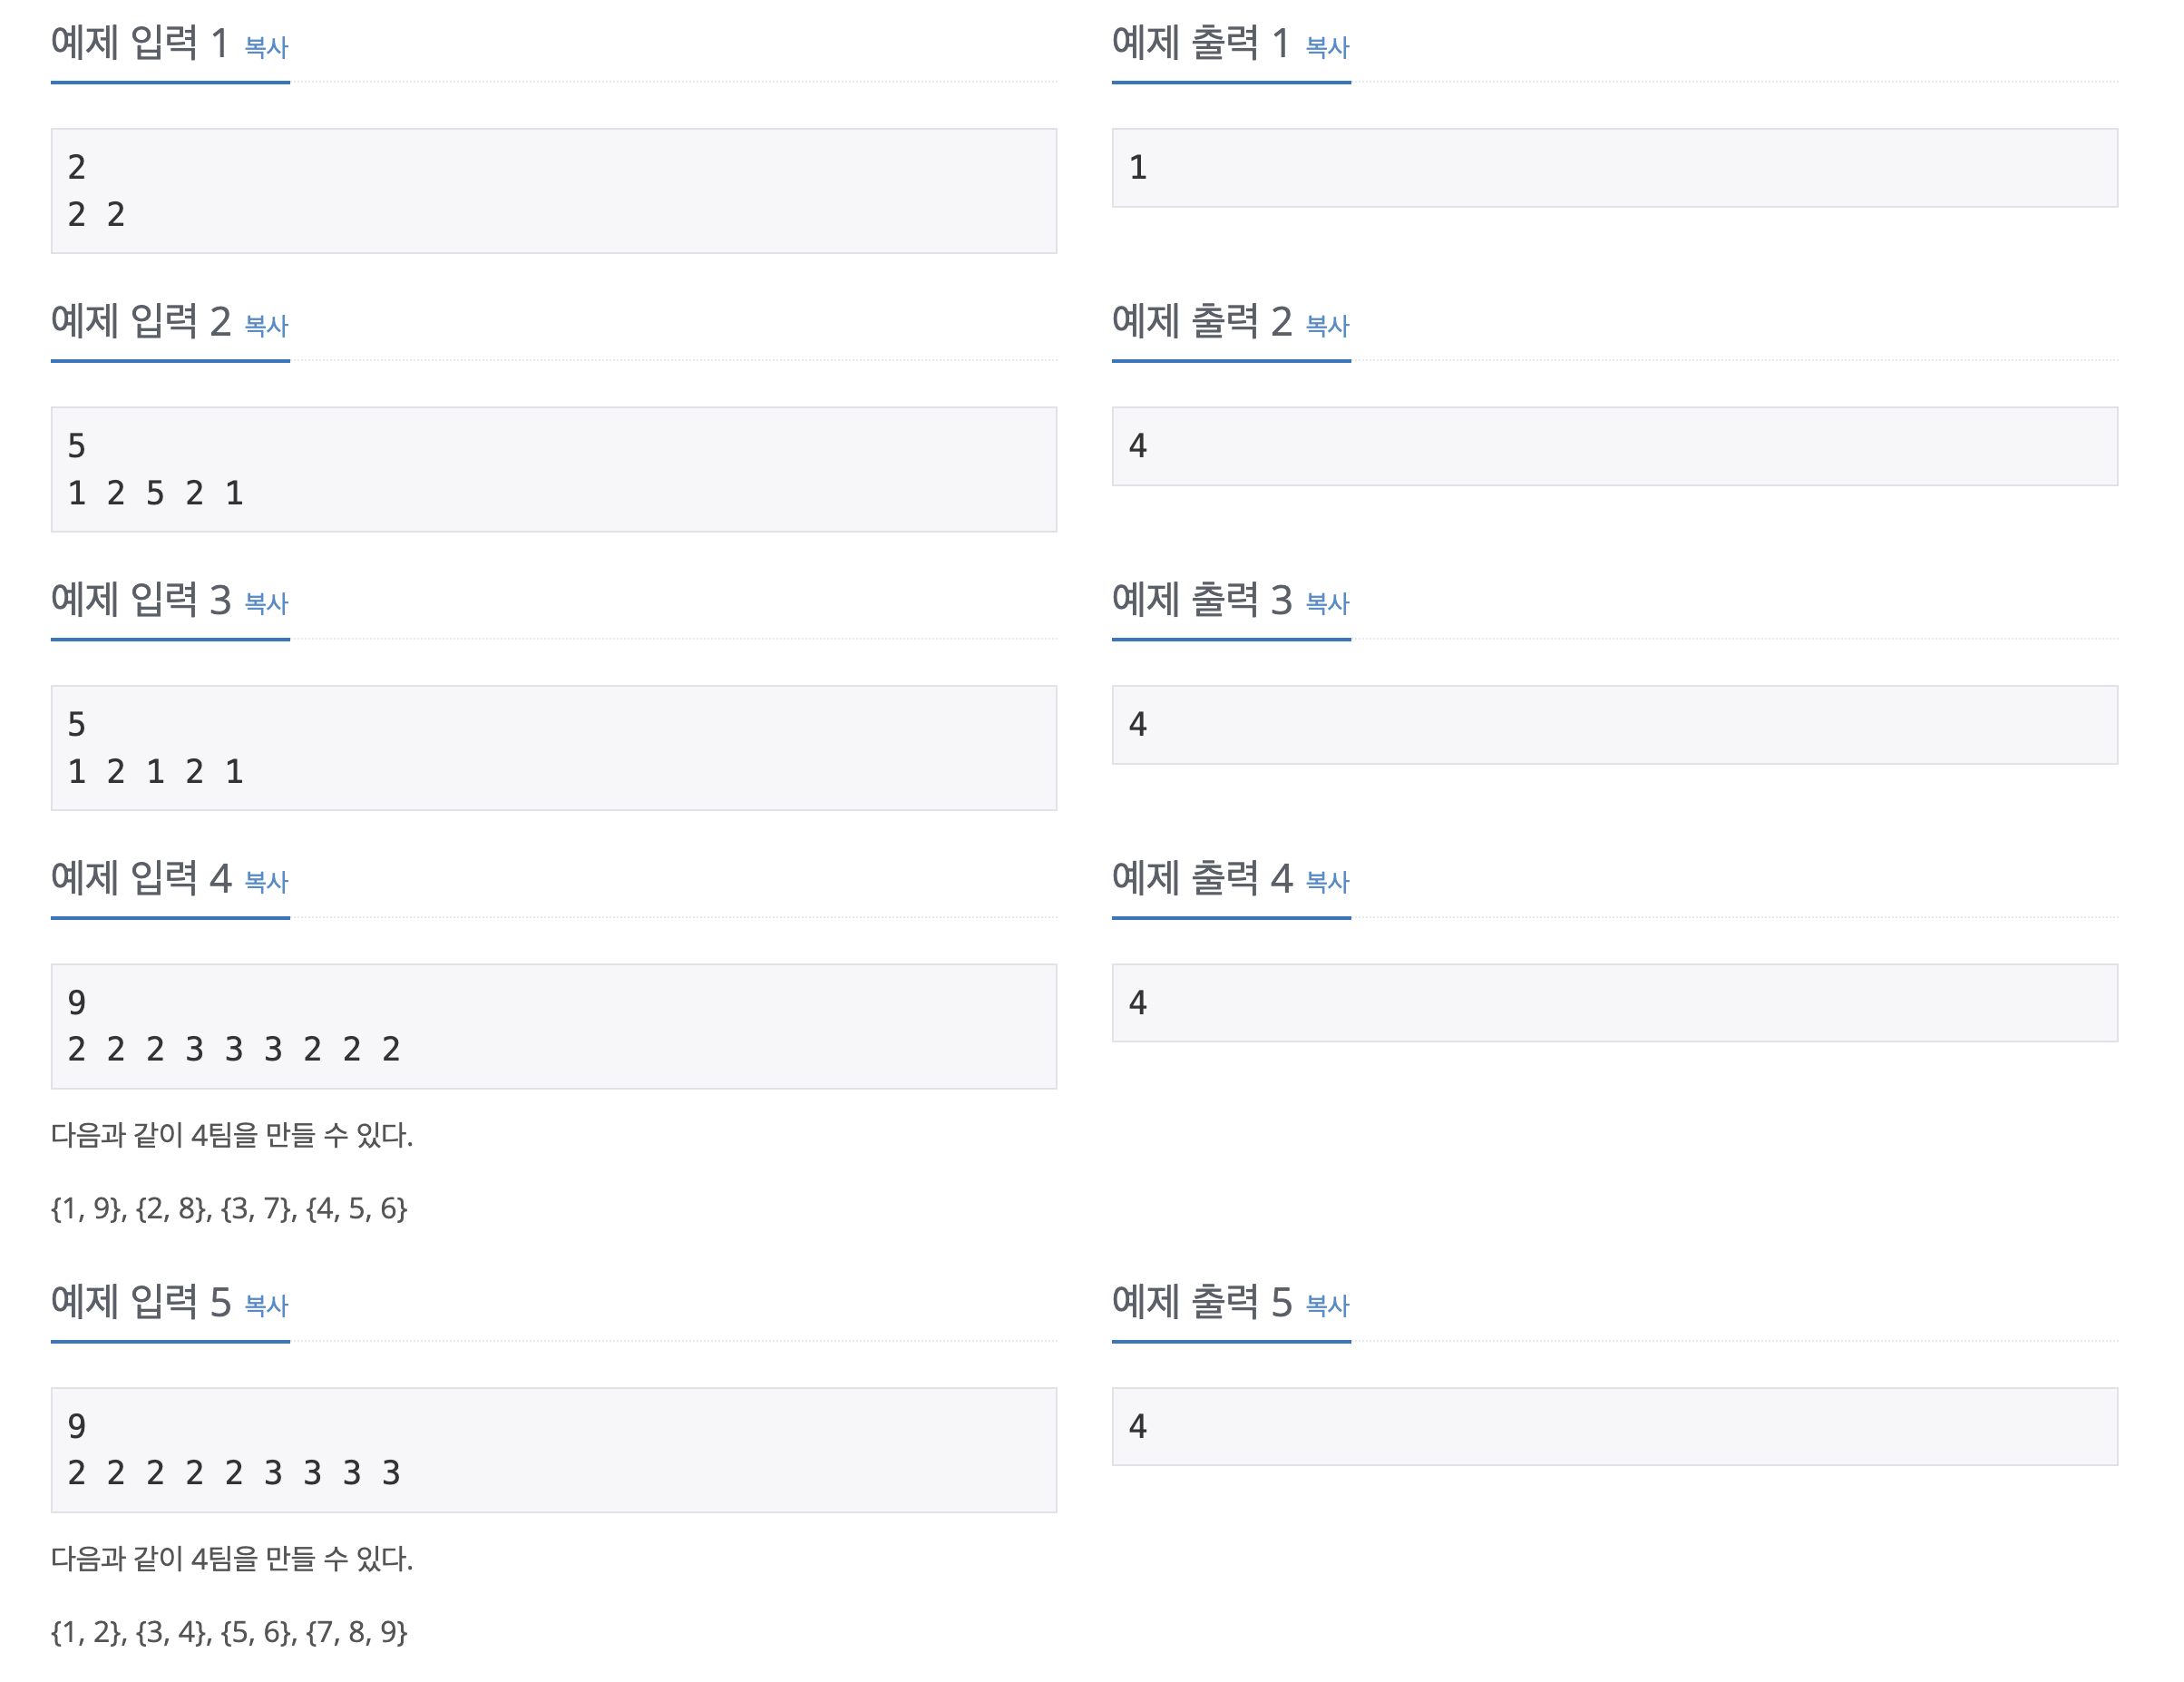 예제 입력 1 복사
2
2 2
예제 출력 1 복사
1
예제 입력 2 복사
5
1 2 5 2 1
예제 출력 2 복사
4
예제 입력 3 복사
5
1 2 1 2 1
예제 출력 3 복사
4
예제 입력 4 복사
9
2 2 2 3 3 3 2 2 2
다음과 같이 4팀을 만들 수 있다.
{1, 9}, {2, 8}, {3, 7}, {4, 5, 6}
예제 출력 4 복사
4
예제 입력 5 복사
9
2 2 2 2 2 3 3 3 3
다음과 같이 4팀을 만들 수 있다.
{1, 2}, {3, 4}, {5, 6}, {7, 8, 9}
예제 출력 5 복사
4